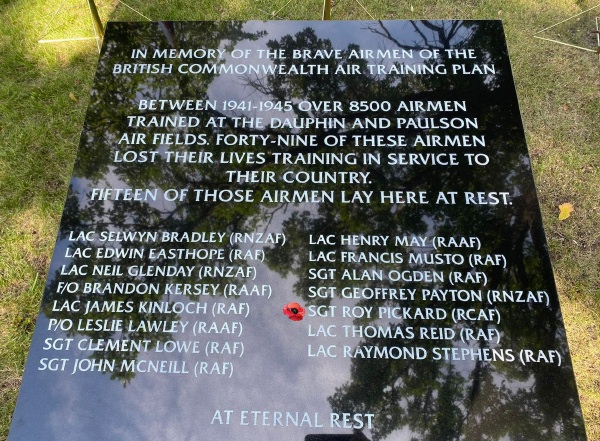 IN MEMORY OF THE BRAVE AIRMEN OF THE
BRITISH COMMONWEALTH AIR TRAINING PLAN
BETWEEN 1941-1945 OVER 8500 AIRMEN
TRAINED AT THE DAUPHIN AND PAULSON
AIR FIELDS. FORTY-NINE OF THESE AIRMEN
LOST THEIR LIVES TRAINING IN SERVICE TO
THEIR COUNTRY.
FIFTEEN OF THOSE AIRMEN LAY HERE AT REST.
LAC SELWYN BRADLEY (RNZAF)
LAC EDWIN EASTHOPE (RAF)
LAC NEIL GLENDAY (RNZAF)
F/O BRANDON KERSEY (RAAF)
LAC JAMES KINLOCH (RAF)
P/O LESLIE LAWLEY (RAAF)
SGT CLEMENT LOWE (RAF)
SGT JOHN MCNEILL (RAF)
LAC HENRY MAY (RAAF)
LAC FRANCIS MUSTO (RAF)
SGT ALAN OGDEN (RAF)
SGT GEOFFREY PAYTON (RNZAF)
SGT ROY PICKARD (RCAF)
LAC THOMAS REID (RAF)
LAC RAYMOND STEPHENS (RAF)
AT ETERNAL REST